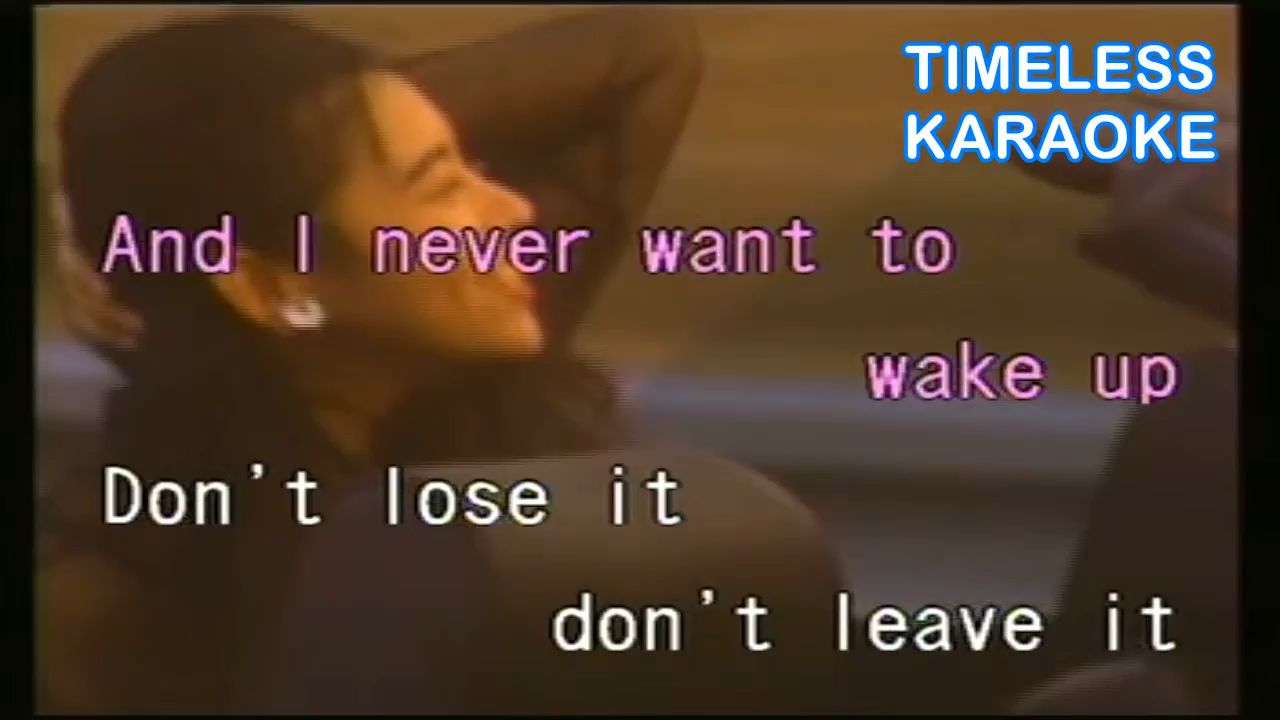 TIMELESS
KARAOKE
And I never want to
wake up
Don't lose it
don't leave it